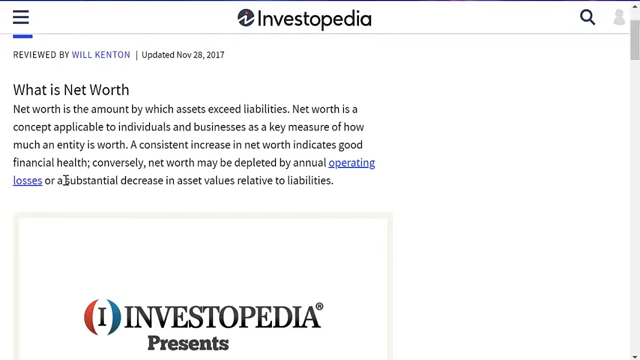 Investopedia
REVIEWED BY WILL KENTON | Updated Nov 28, 2017
What is Net Worth
Net worth is the amount by which assets exceed liabilities. Net worth is a
concept applicable to individuals and businesses as a key measure of how
much an entity is worth. A consistent increase in net worth indicates good
financial health; conversely, net worth may be depleted by annual operating
losses or a substantial decrease in asset values relative to liabilities.
(I) INVESTOPEDIA®
Presents